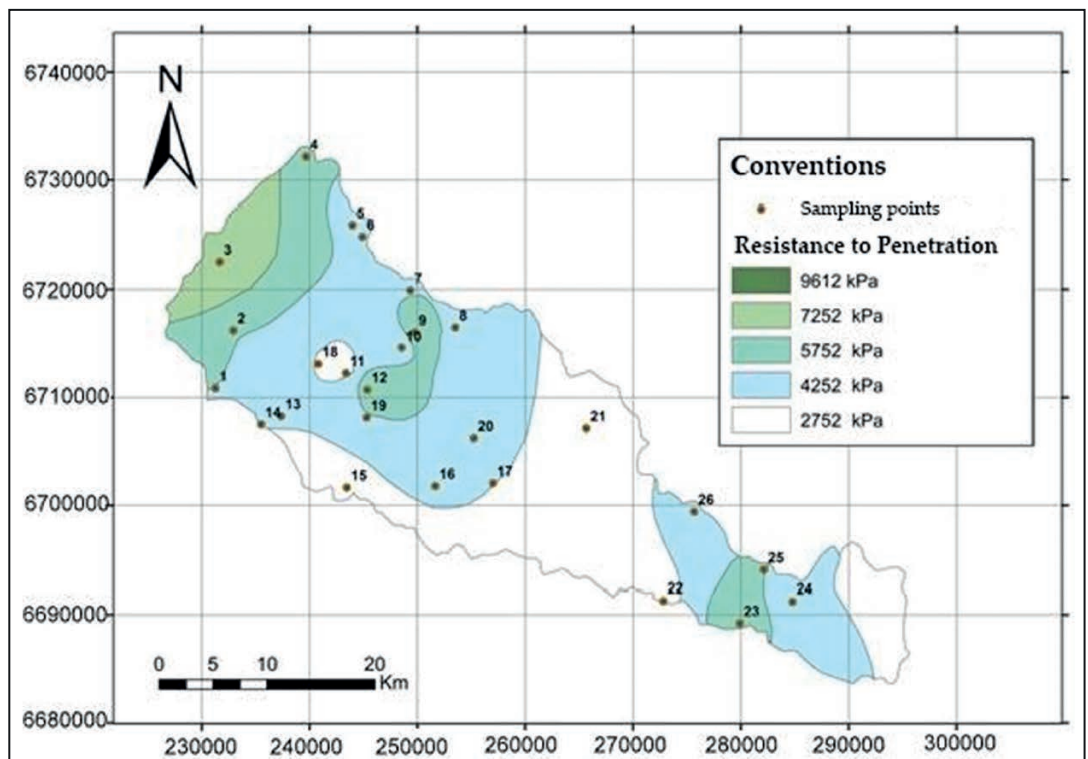 6740000
6730000
6720000
6710000
6700000
6690000
6680000
N
4
5
6
3
7
2
9
8
10
18
11
1
12
13
14
19
20
21
15
16
17
26
25
22
24
23
Conventions
Sampling points
Resistance to Penetration
9612 kPa
7252 kPa
5752 kPa
4252 kPa
2752 kPa
0 5 10 20
Km
230000 240000 250000 260000 270000 280000 290000 300000